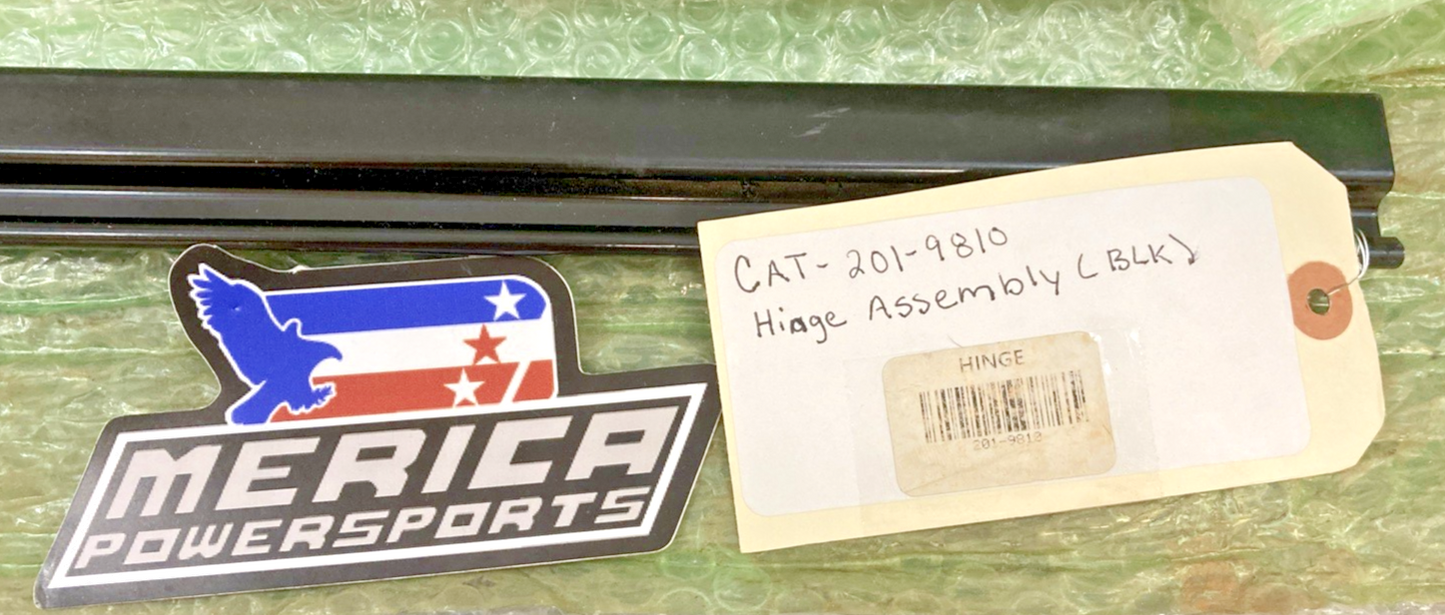 MERICA
POWERSPORTS
CAT-201-9810
Hinge Assembly (BLK)
HINGE
201-9810